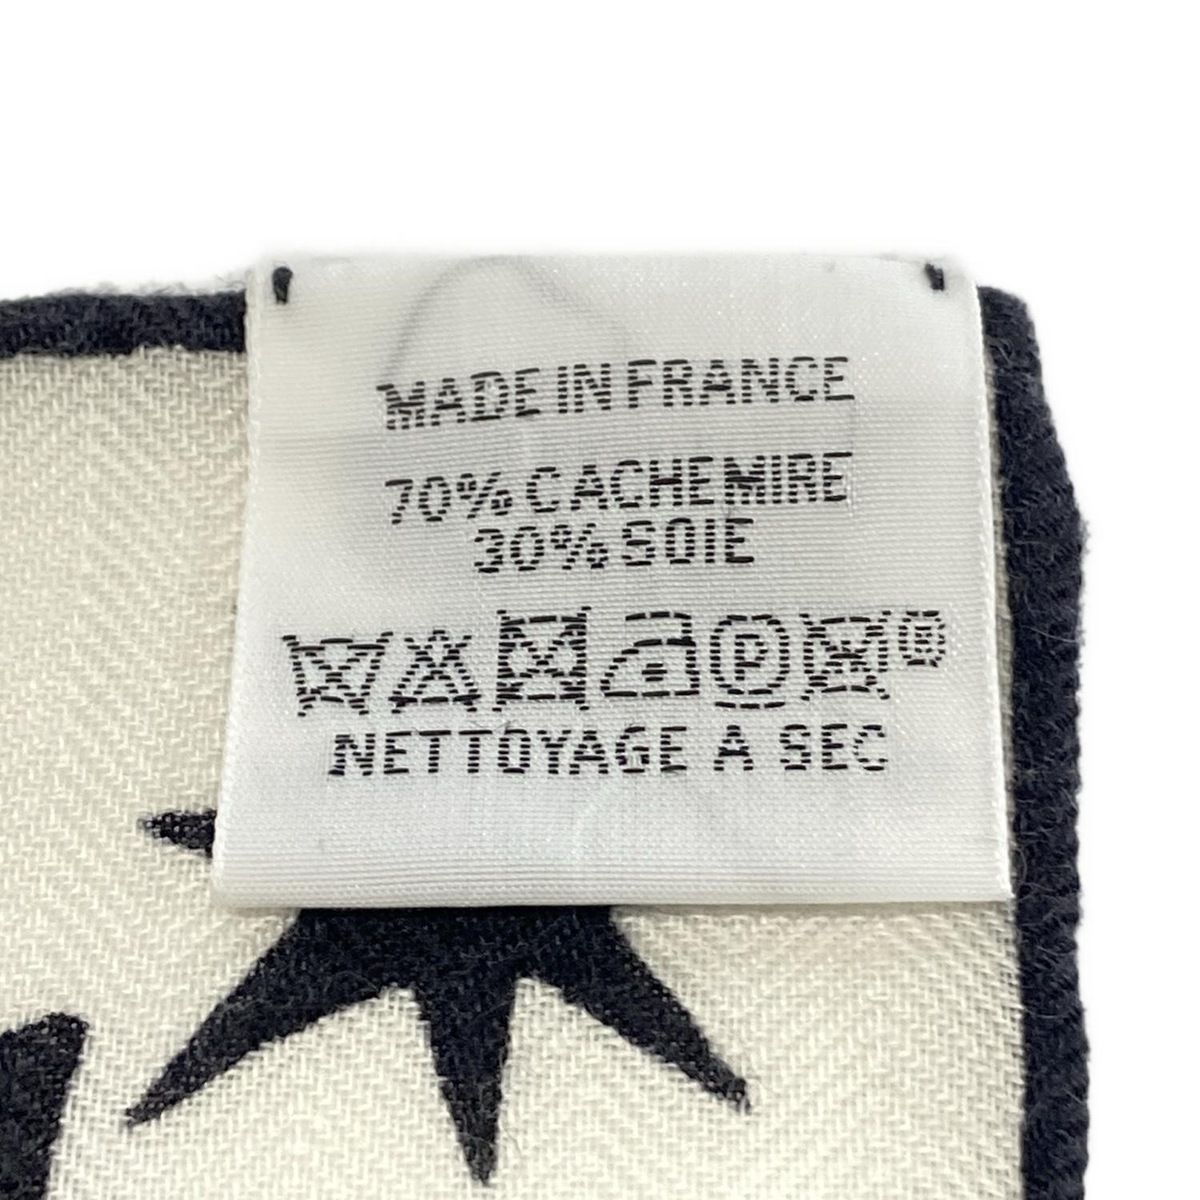 MADE IN FRANCE
70% CACHEMIRE
30% SOIE
P ®
NETTOYAGE A SEC